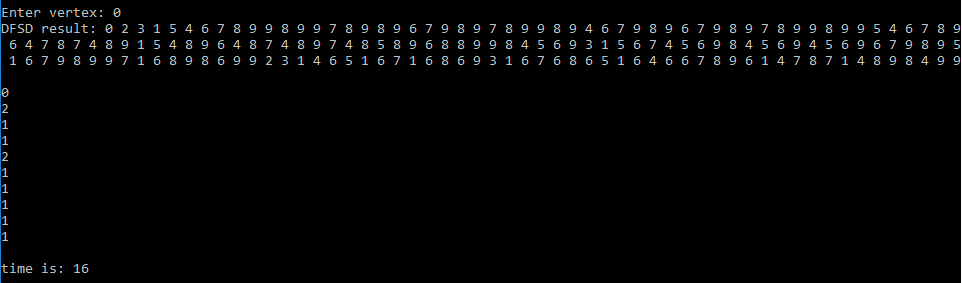 Enter vertex: 0
DFSD result: 0 2 3 1 5 4 6 7 8 9 9 8 9 9 7 8 9 8 9 6 7 9 8 9 7 8 9 9 8 9 4 6 7 9 8 9 6 7 9 8 9 7 8 9 9 8 9 9 5 4 6 7 8 9
6 4 7 8 7 4 8 9 1 5 4 8 9 6 4 8 7 4 8 9 7 4 8 5 8 9 6 8 8 9 9 8 4 5 6 9 3 1 5 6 7 4 5 6 9 8 4 5 6 9 4 5 6 9 6 7 9 8 9 5
1 6 7 9 8 9 9 7 1 6 8 9 8 6 9 9 2 3 1 4 6 5 1 6 7 1 6 8 6 9 3 1 6 7 6 8 6 5 1 6 4 6 6 7 8 9 6 1 4 7 8 7 1 4 8 9 8 4 9 9
0
2
1
1
2
1
1
1
1
1
time is: 16